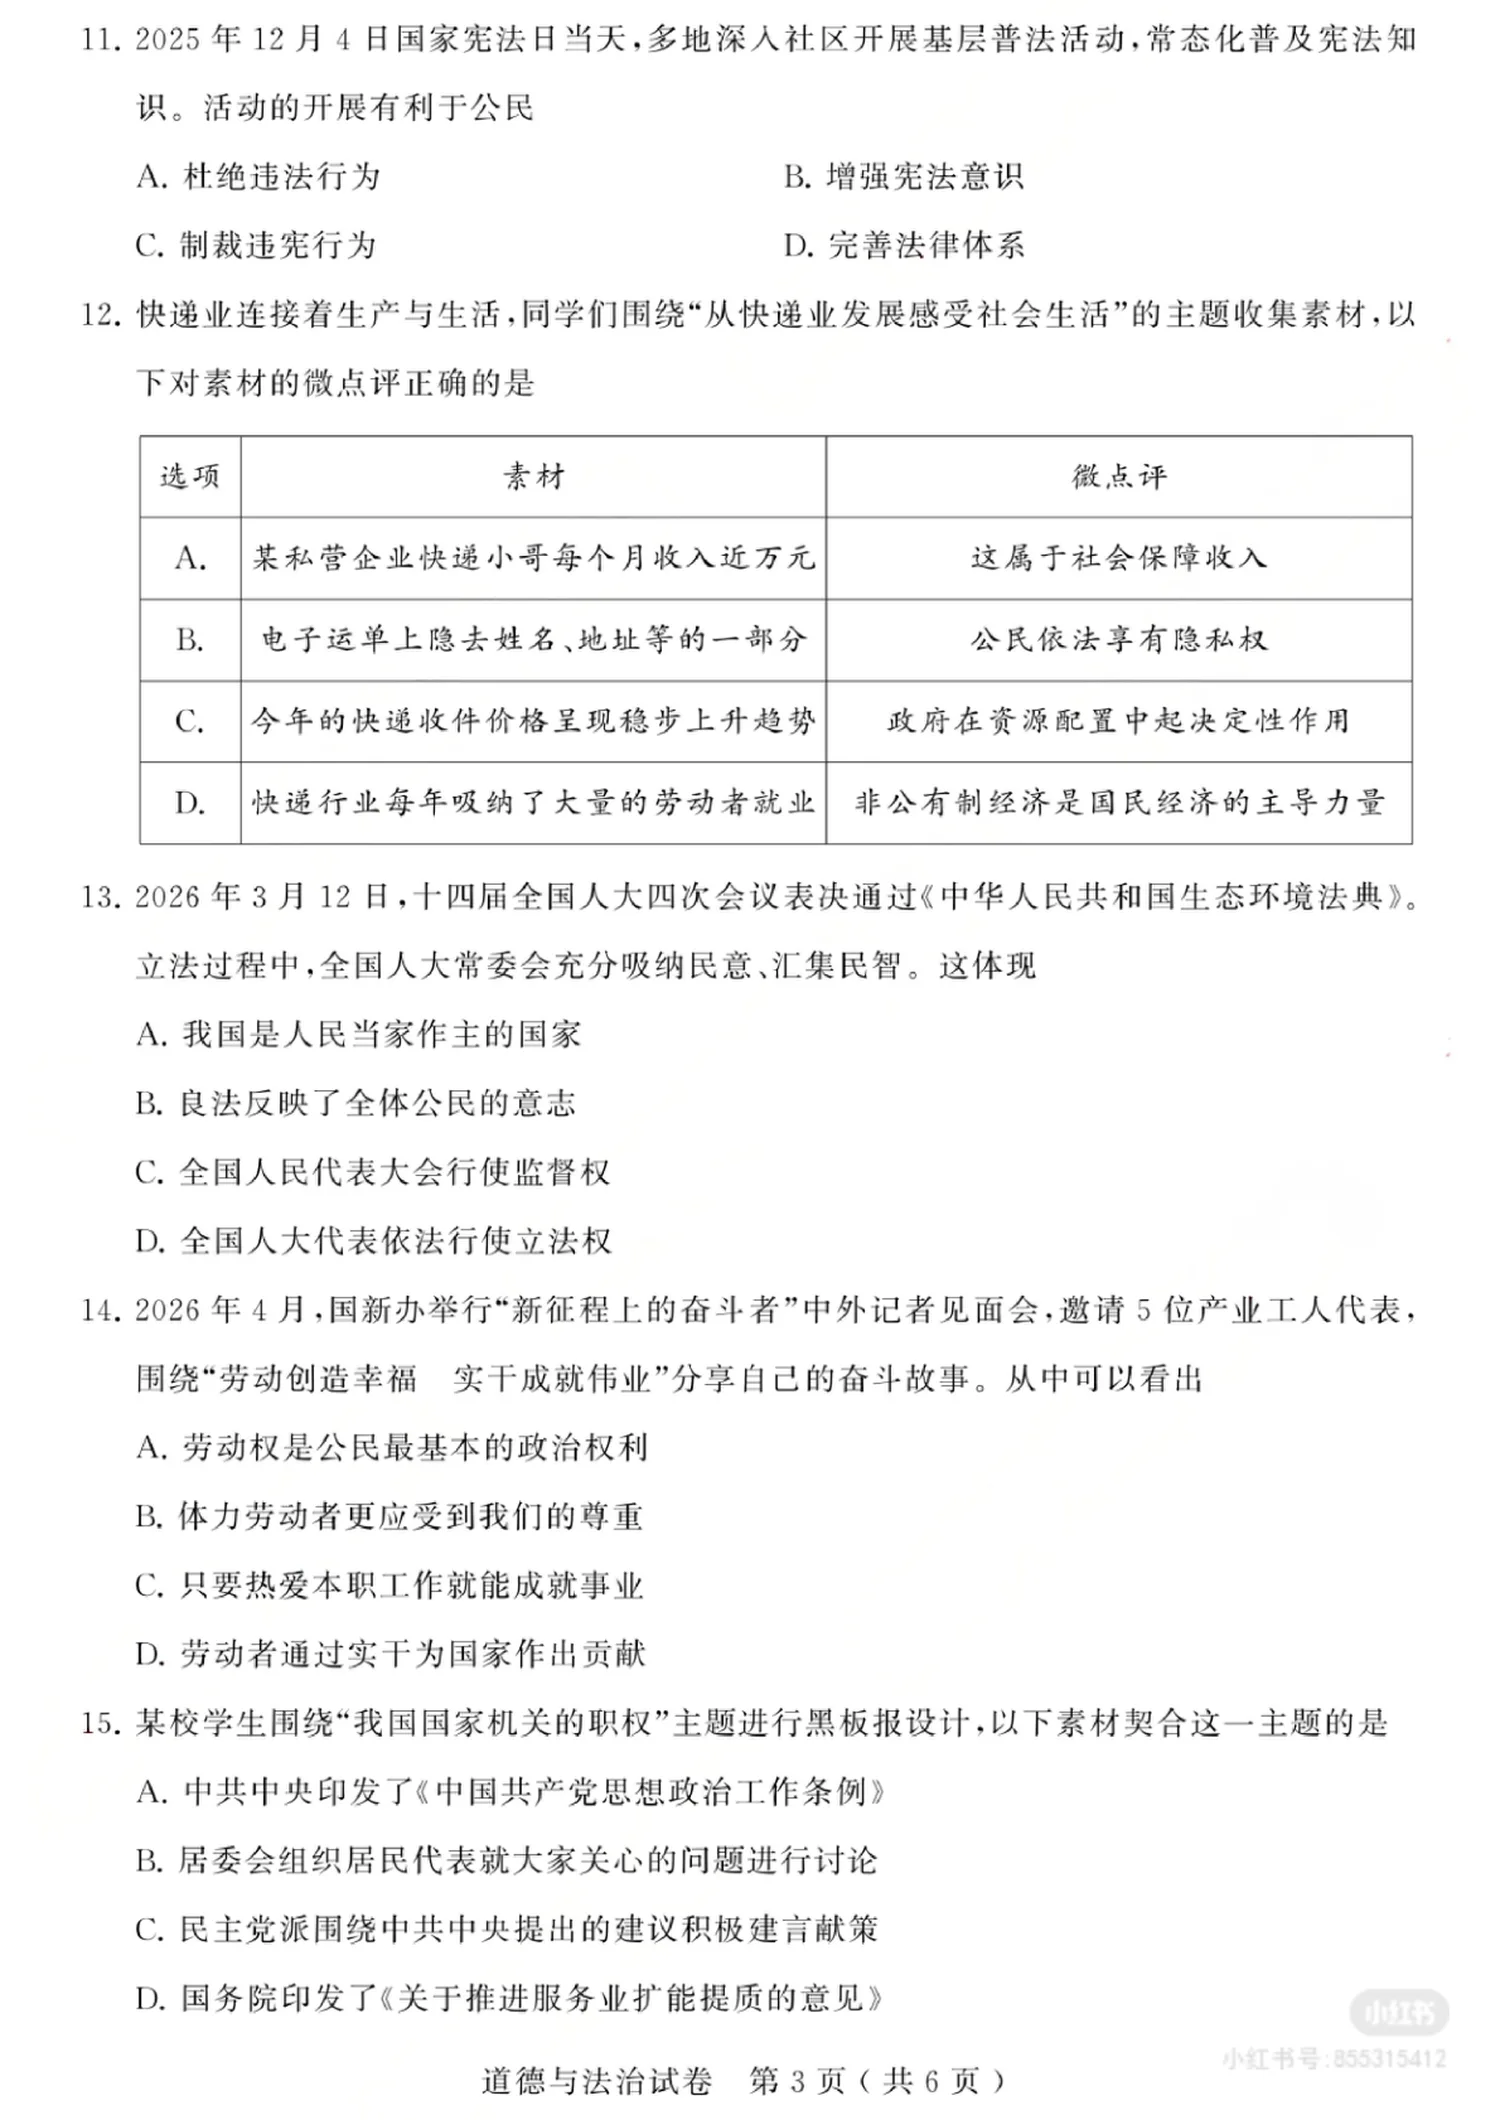 11. 2025 年 12 月 4 日国家宪法日当天,多地深入社区开展基层普法活动,常态化普及宪法知
识。活动的开展有利于公民
A. 杜绝违法行为 B. 增强宪法意识
C. 制裁违宪行为 D. 完善法律体系
12. 快递业连接着生产与生活,同学们围绕“从快递业发展感受社会生活”的主题收集素材,以
下对素材的微点评正确的是
选项 素材 微点评
A. 某私营企业快递小哥每个月收入近万元 这属于社会保障收入
B. 电子运单上隐去姓名、地址等的一部分 公民依法享有隐私权
C. 今年的快递收件价格呈现稳步上升趋势 政府在资源配置中起决定性作用
D. 快递行业每年吸纳了大量的劳动者就业 非公有制经济是国民经济的主导力量
13. 2026 年 3 月 12 日,十四届全国人大四次会议表决通过《中华人民共和国生态环境法典》。
立法过程中,全国人大常委会充分吸纳民意、汇集民智。这体现
A. 我国是人民当家作主的国家
B. 良法反映了全体公民的意志
C. 全国人民代表大会行使监督权
D. 全国人大代表依法行使立法权
14. 2026 年 4 月,国新办举行“新征程上的奋斗者”中外记者见面会,邀请 5 位产业工人代表,
围绕“劳动创造幸福 实干成就伟业”分享自己的奋斗故事。从中可以看出
A. 劳动权是公民最基本的政治权利
B. 体力劳动者更应受到我们的尊重
C. 只要热爱本职工作就能成就事业
D. 劳动者通过实干为国家作出贡献
15. 某校学生围绕“我国国家机关的职权”主题进行黑板报设计,以下素材契合这一主题的是
A. 中共中央印发了《中国共产党思想政治工作条例》
B. 居委会组织居民代表就大家关心的问题进行讨论
C. 民主党派围绕中共中央提出的建议积极建言献策
D. 国务院印发了《关于推进服务业扩能提质的意见》
小红书
小红书号:855315412
道德与法治试卷 第 3 页 ( 共 6 页 )